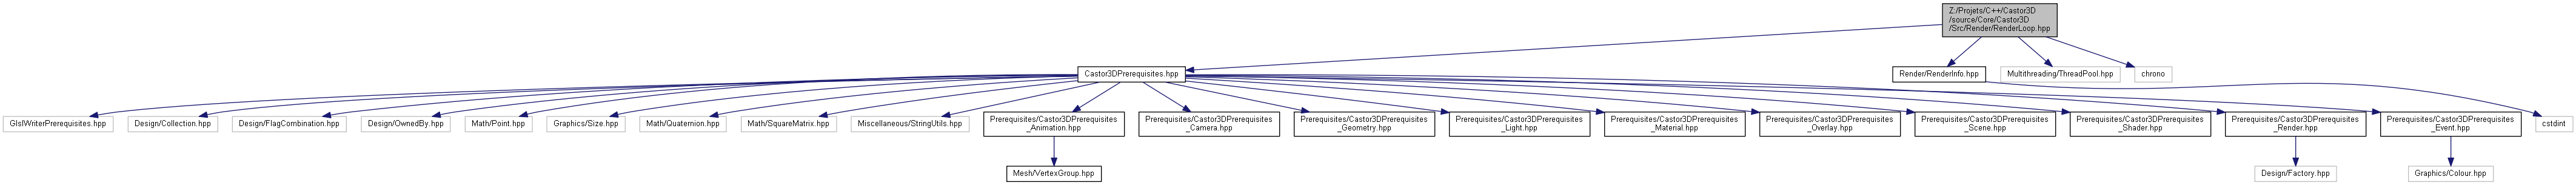 Z:/Projets/C++/Castor3D
/source/Core/Castor3D
/Src/Render/RenderLoop.hpp
Castor3DPrerequisites.hpp
Render/RenderInfo.hpp
Multithreading/ThreadPool.hpp
chrono
GlslWriterPrerequisites.hpp
Design/Collection.hpp
Design/FlagCombination.hpp
Design/OwnedBy.hpp
Math/Point.hpp
Graphics/Size.hpp
Math/Quaternion.hpp
Math/SquareMatrix.hpp
Miscellaneous/StringUtils.hpp
Prerequisites/Castor3DPrerequisites
_Animation.hpp
Prerequisites/Castor3DPrerequisites
_Camera.hpp
Prerequisites/Castor3DPrerequisites
_Geometry.hpp
Prerequisites/Castor3DPrerequisites
_Light.hpp
Prerequisites/Castor3DPrerequisites
_Material.hpp
Prerequisites/Castor3DPrerequisites
_Overlay.hpp
Prerequisites/Castor3DPrerequisites
_Scene.hpp
Prerequisites/Castor3DPrerequisites
_Shader.hpp
Prerequisites/Castor3DPrerequisites
_Render.hpp
Prerequisites/Castor3DPrerequisites
_Event.hpp
cstdint
Mesh/VertexGroup.hpp
Design/Factory.hpp
Graphics/Colour.hpp